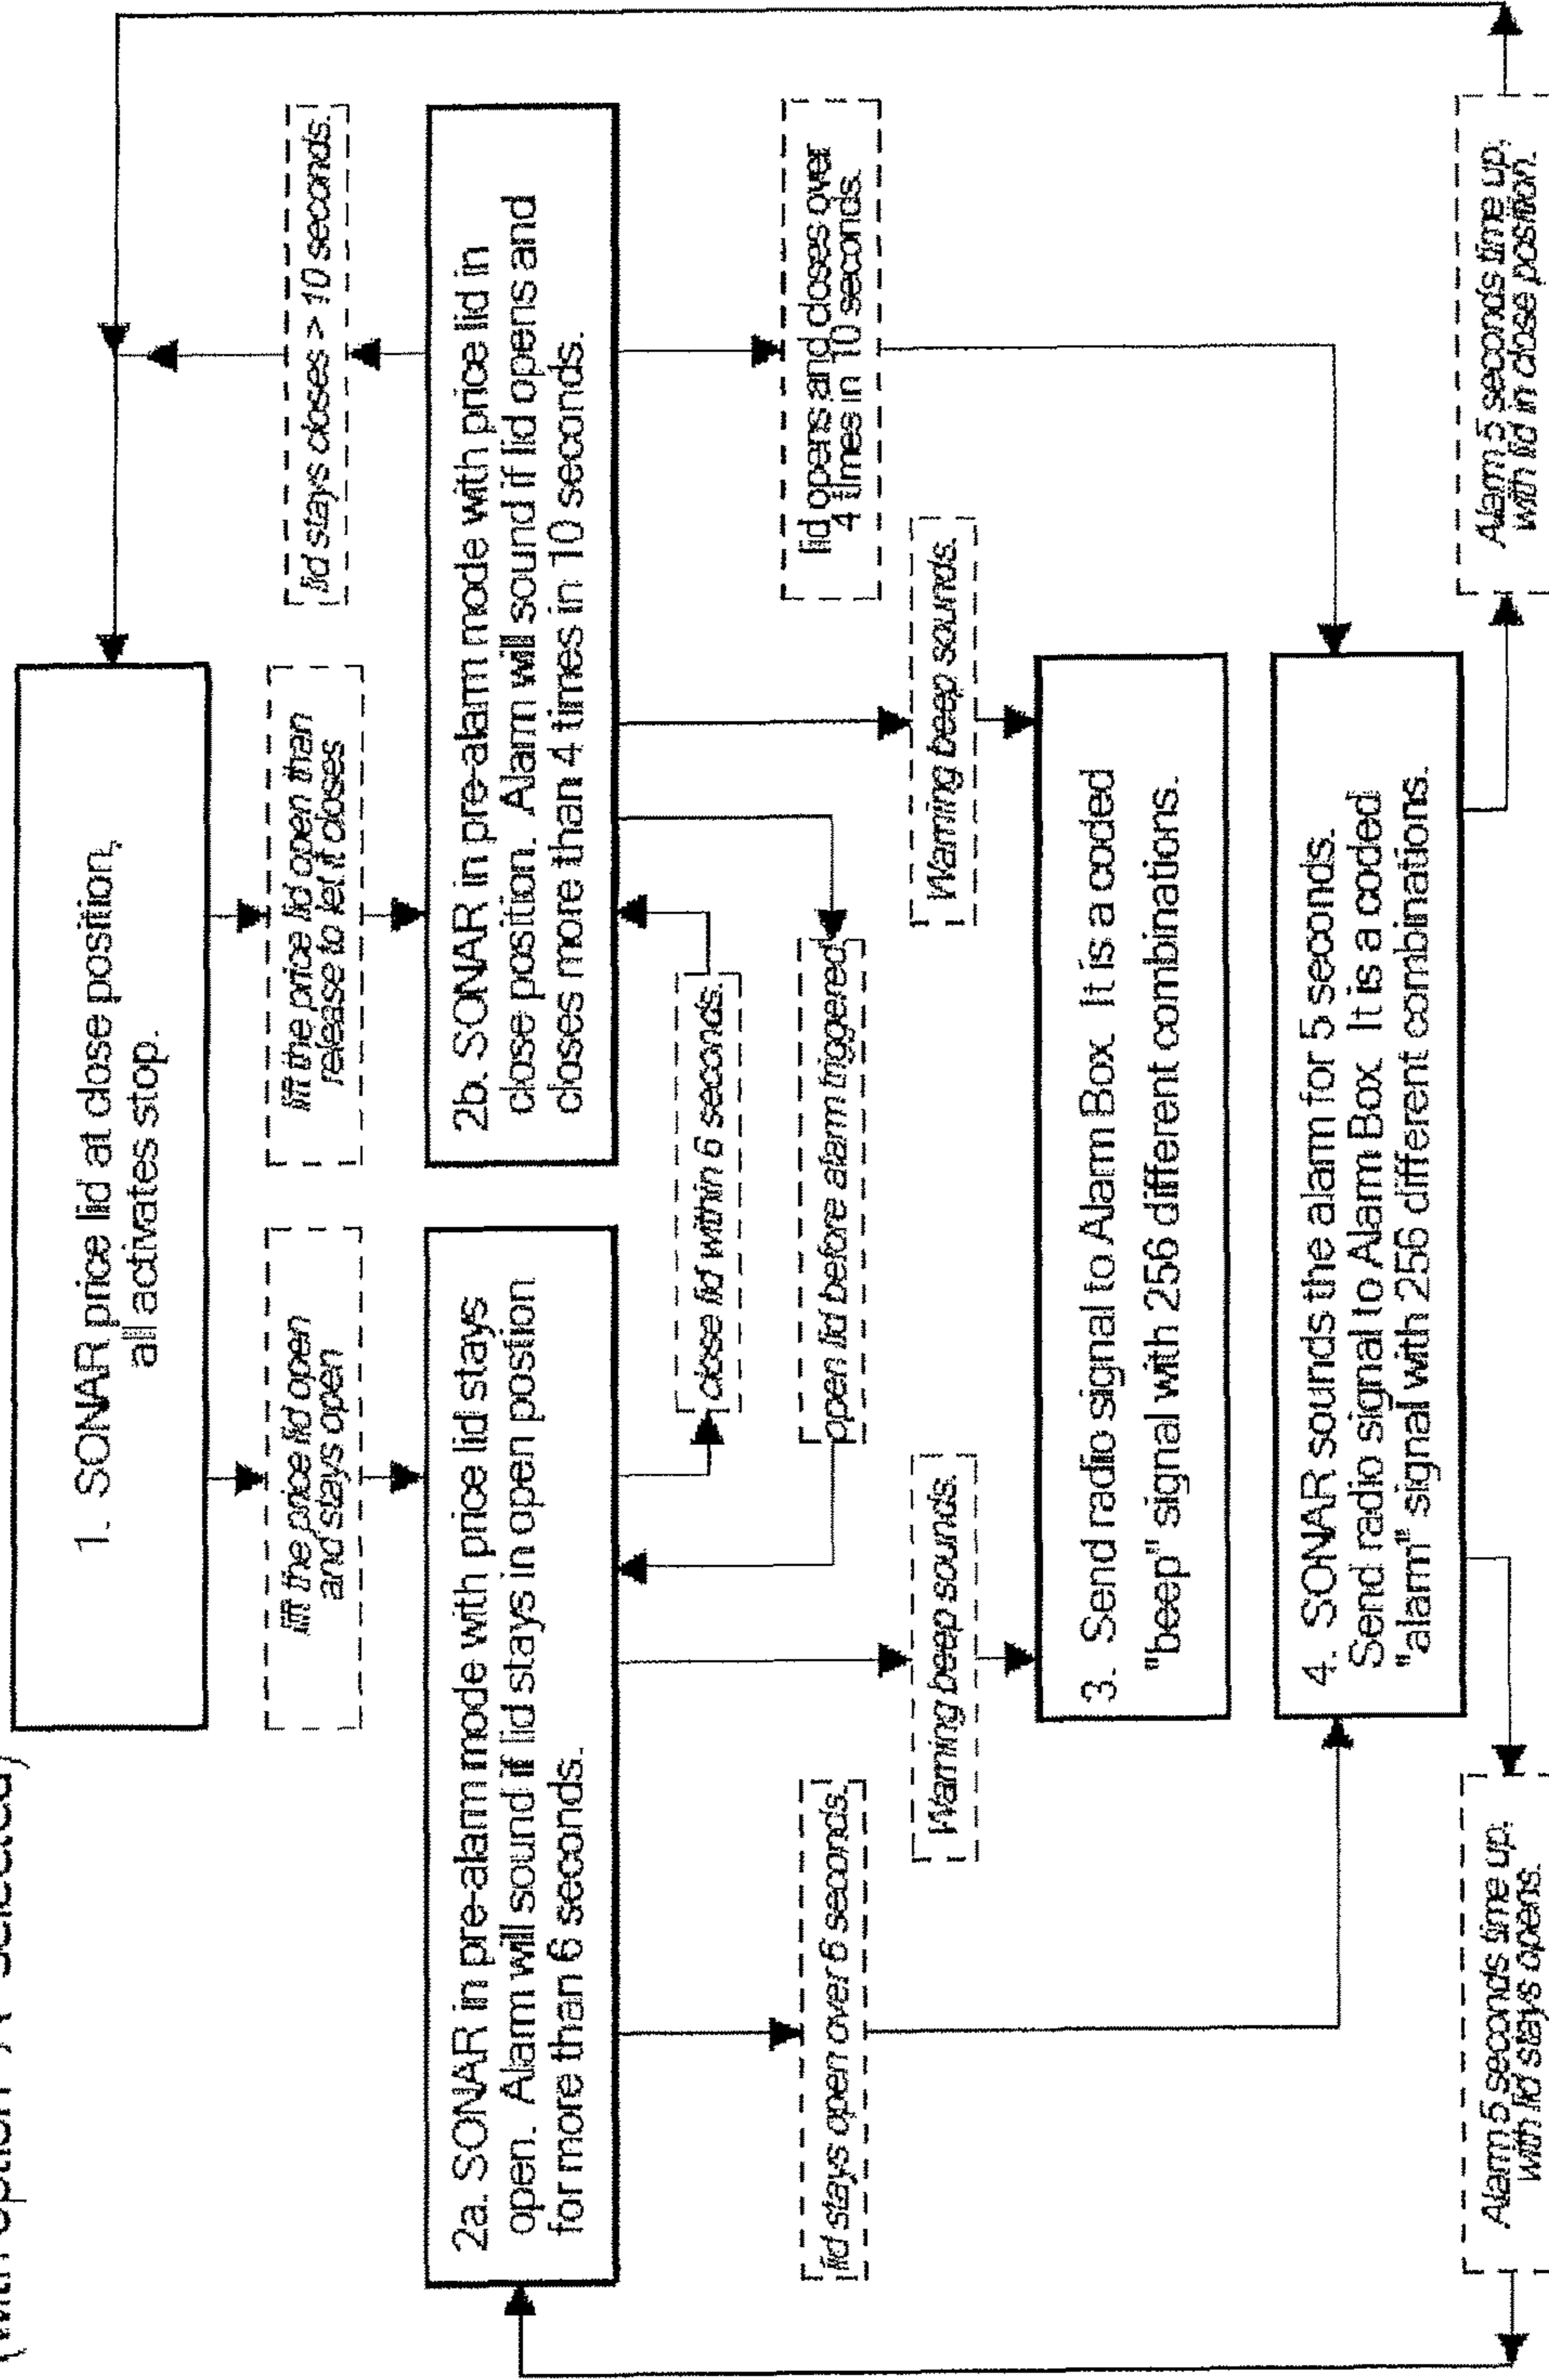 (with option "A" selected)
1. SONAR price lid at close position,
all activates stop.
lift the price lid open
and stays open
lift the price lid open than
release to let it closes
lid stays closes > 10 seconds.
2a. SONAR in pre-alarm mode with price lid stays
open. Alarm will sound if lid stays in open postion
for more than 6 seconds.
2b. SONAR in pre-alarm mode with price lid in
close position. Alarm will sound if lid opens and
closes more than 4 times in 10 seconds.
close lid within 6 seconds.
open lid before alarm triggered
lid stays open over 6 seconds.
lid opens and closes over
4 times in 10 seconds.
Warning beep sounds.
Warning beep sounds.
3. Send radio signal to Alarm Box. It is a coded
"beep" signal with 256 different combinations.
4. SONAR sounds the alarm for 5 seconds.
Send radio signal to Alarm Box. It is a coded
"alarm" signal with 256 different combinations.
Alarm 5 seconds time up,
with lid stays opens.
Alarm 5 seconds time up,
with lid in close position.